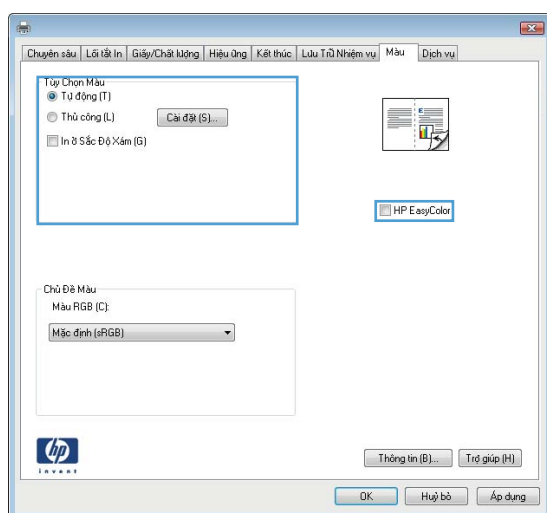 Chuyên sâu Lối tắt In Giấy/Chất lượng Hiệu ứng Kết thúc Lưu Trữ Nhiệm vụ Màu Dịch vụ
Tùy Chọn Màu
Tự động (T)
Thủ công (L) Cài đặt (S)...
In ở Sắc Độ Xám (G)
HP EasyColor
Chủ Đề Màu
Màu RGB (C):
Mặc định (sRGB)
hp
invent
Thông tin (B)... Trợ giúp (H)
OK Huỷ bỏ Áp dụng